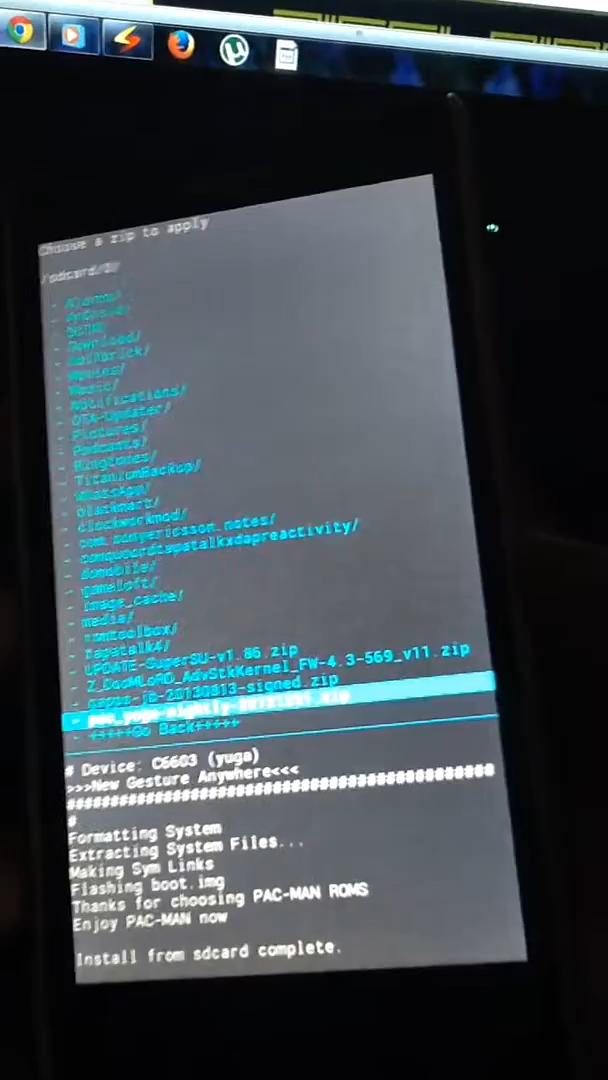 Choose a zip to apply
/sdcard/0/
- Alarms/
- Android/
- DCIM/
- Download/
- Movies/
- Music/
- Notifications/
- OTA-Updater/
- Pictures/
- Podcasts/
- Ringtones/
- TitaniumBackup/
- WhatsApp/
- blackmart/
- clockworkmod/
- com.sonyericsson.notes/
- conquerdtapatalkxdapreactivity/
- domobile/
- gameloft/
- image_cache/
- media/
- romtoolbox/
- tapatalk4/
- UPDATE-SuperSU-v1.86.zip
- Z_DooMLoRD_AdvStkKernel_FW-4.3-569_v11.zip
- gapps-jb-20130813-signed.zip
- +++++Go Back+++++
# Device: C6603 (yuga)
>>>New Gesture Anywhere<<<
#
Formatting System
Extracting System Files...
Making Sym Links
Flashing boot.img
Thanks for choosing PAC-MAN ROMS
Enjoy PAC-MAN now
Install from sdcard complete.